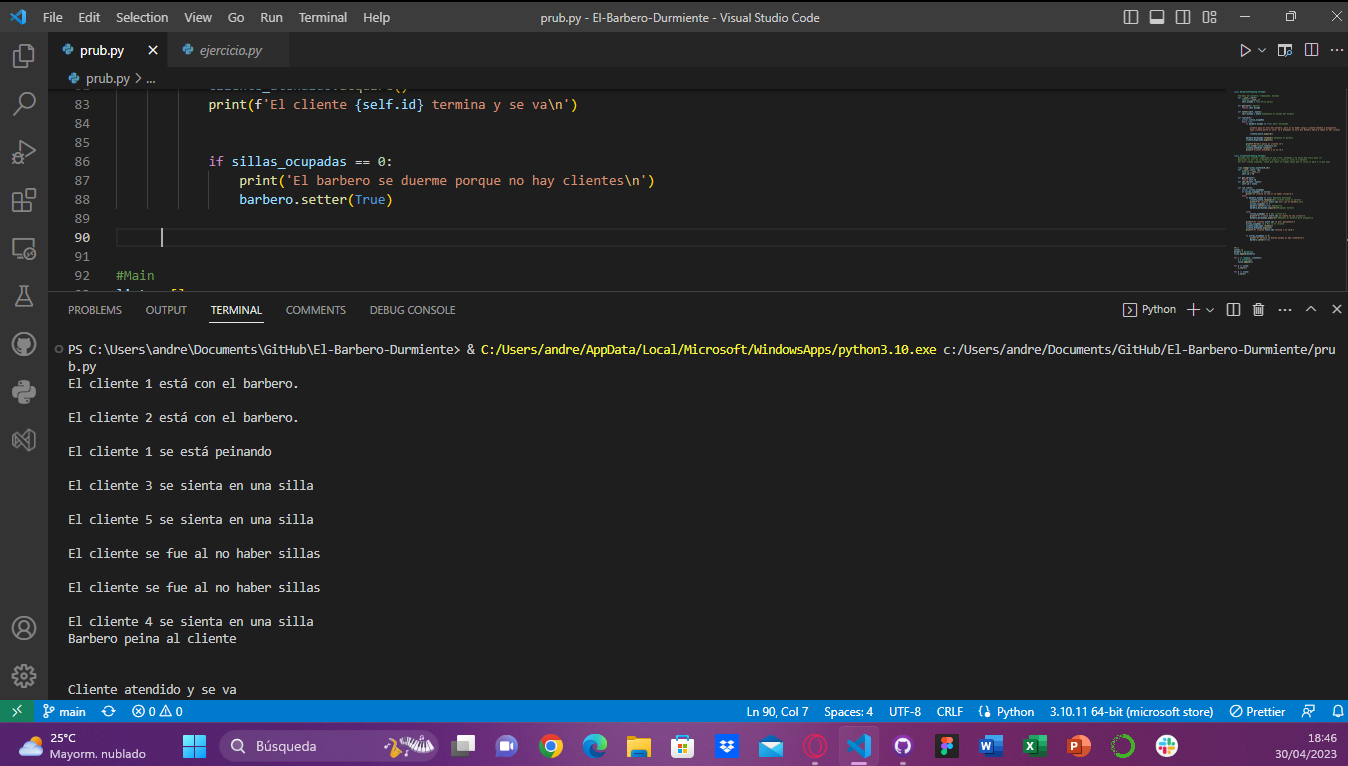 File Edit Selection View Go Run Terminal Help
prub.py - El-Barbero-Durmiente - Visual Studio Code
prub.py
ejercicio.py
prub.py > ...
83 print(f'El cliente {self.id} termina y se va\n')
84
85
86 if sillas_ocupadas == 0:
87 print('El barbero se duerme porque no hay clientes\n')
88 barbero.setter(True)
89
90
91
92 #Main
PROBLEMS OUTPUT TERMINAL COMMENTS DEBUG CONSOLE
Python
PS C:\Users\andre\Documents\GitHub\El-Barbero-Durmiente> & C:/Users/andre/AppData/Local/Microsoft/WindowsApps/python3.10.exe c:/Users/andre/Documents/GitHub/El-Barbero-Durmiente/pru
b.py
El cliente 1 está con el barbero.
El cliente 2 está con el barbero.
El cliente 1 se está peinando
El cliente 3 se sienta en una silla
El cliente 5 se sienta en una silla
El cliente se fue al no haber sillas
El cliente se fue al no haber sillas
El cliente 4 se sienta en una silla
Barbero peina al cliente
Cliente atendido y se va
main 0 0 Ln 90, Col 7 Spaces: 4 UTF-8 CRLF Python 3.10.11 64-bit (microsoft store) Prettier
25°C
Mayorm. nublado
Búsqueda
18:46
30/04/2023